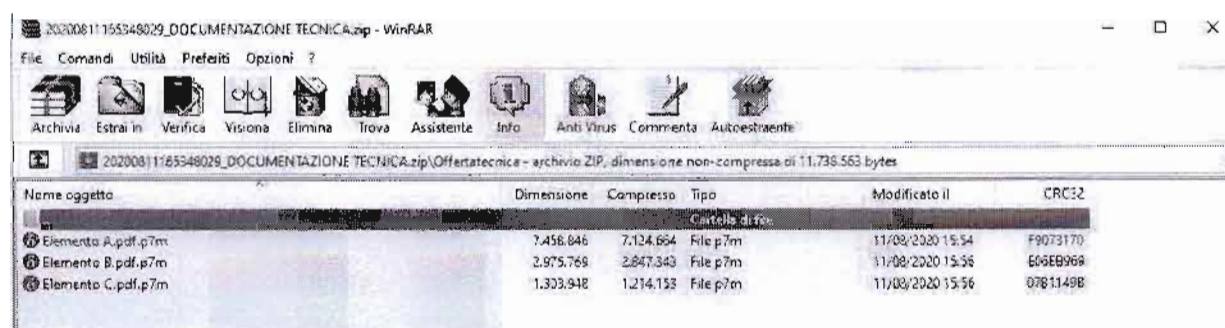 20200811165348029_DOCUMENTAZIONE TECNICA.zip - WinRAR
File Comandi Utilità Preferiti Opzioni ?
Archivia Estrai in Verifica Visiona Elimina Trova Assistente Info Anti Virus Commenta Autoestraente
20200811165348029_DOCUMENTAZIONE TECNICA.zip\Offertatecnica - archivio ZIP, dimensione non-compressa di 11.738.563 bytes
Nome oggetto Dimensione Compresso Tipo Modificato il CRC32
Cartella di file
Elemento A.pdf.p7m 7.458.846 7.124.664 File p7m 11/08/2020 15:54 F9073170
Elemento B.pdf.p7m 2.975.769 2.847.343 File p7m 11/08/2020 15:56 E06EB969
Elemento C.pdf.p7m 1.303.948 1.214.153 File p7m 11/08/2020 15:56 0781149B